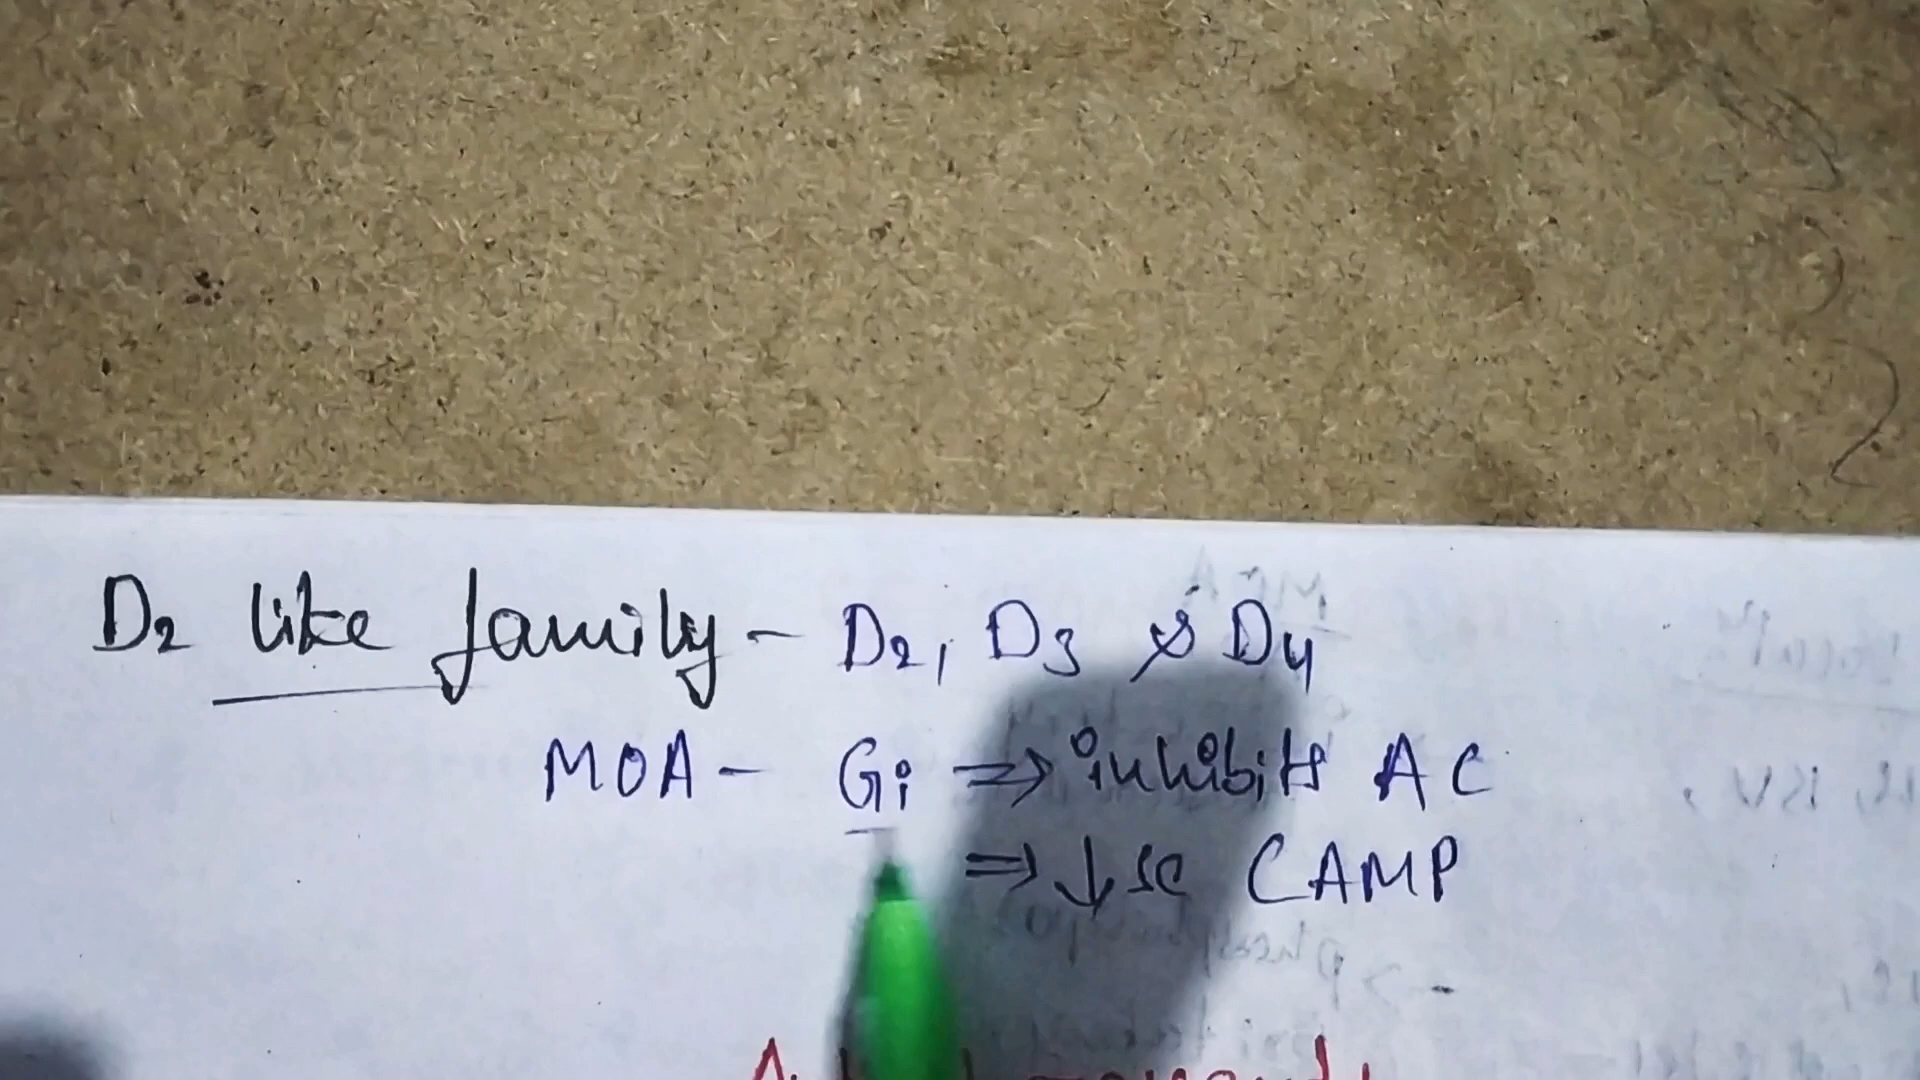 D2 like family - D2, D3 & D4
MOA - Gi ⇒ inhibits AC
⇒ ↓se CAMP